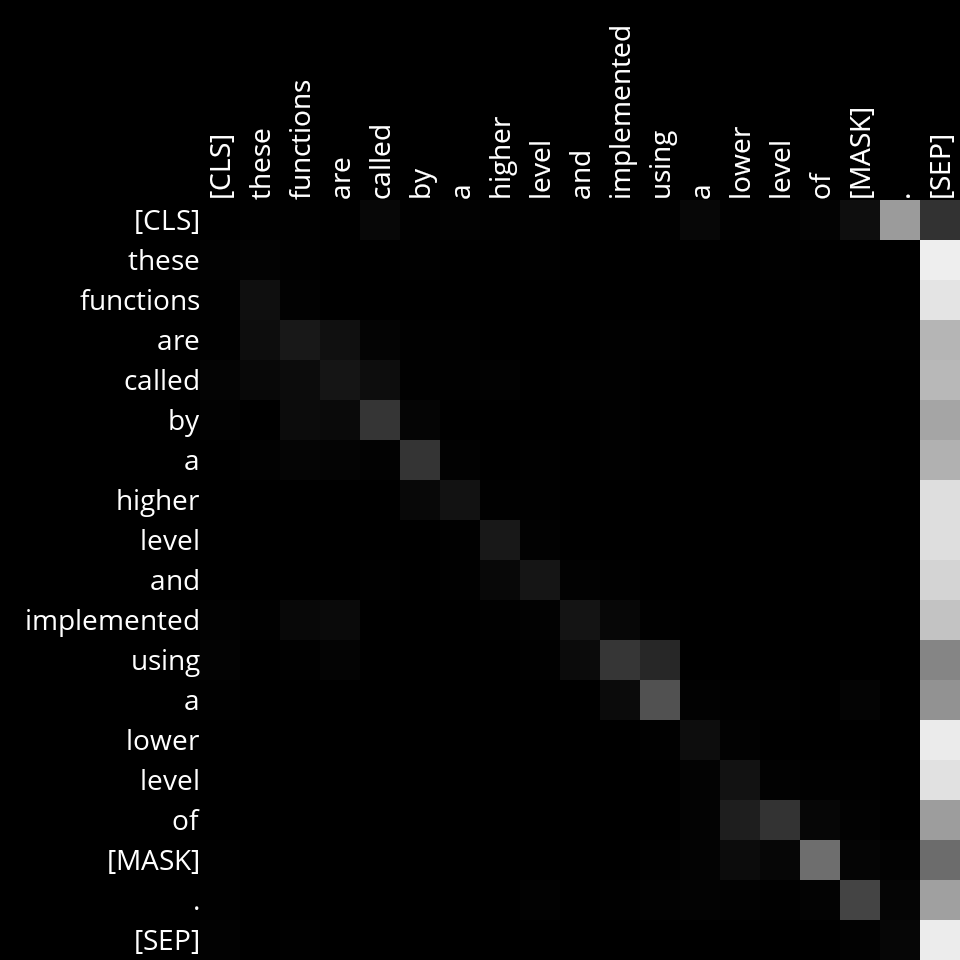 [CLS] these functions are called by a higher level and implemented using a lower level of [MASK] . [SEP]
[CLS]
these
functions
are
called
by
a
higher
level
and
implemented
using
a
lower
level
of
[MASK]
.
[SEP]